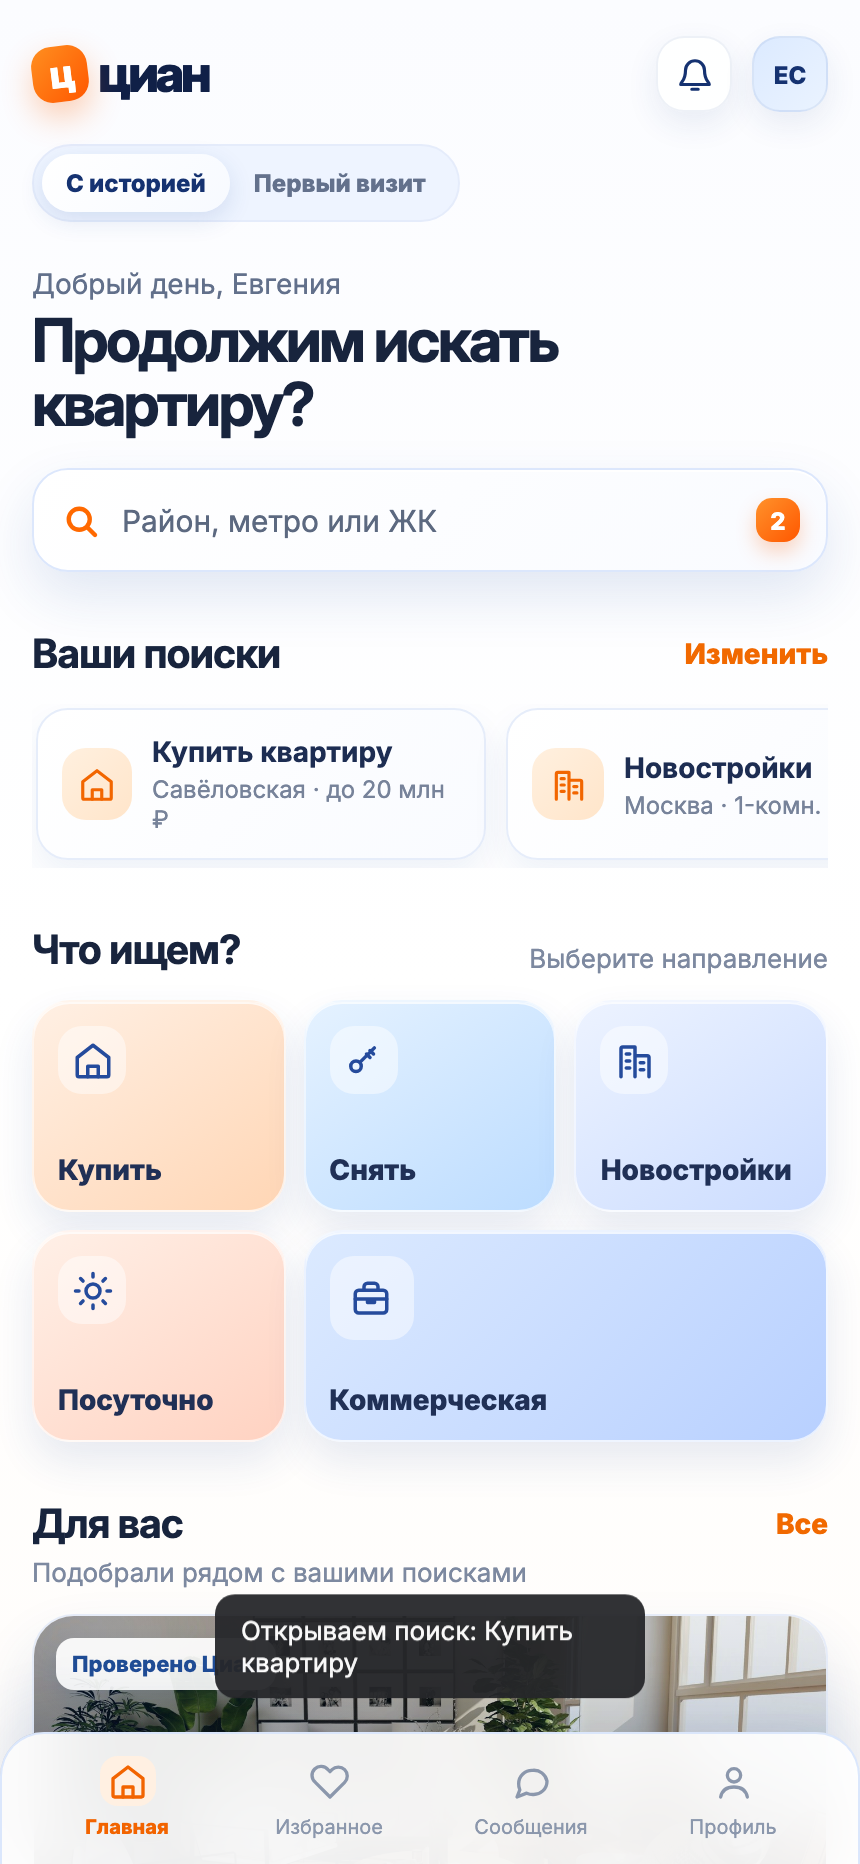 ц циан
ЕС
С историей
Первый визит
Добрый день, Евгения
Продолжим искать
квартиру?
Район, метро или ЖК
2
Ваши поиски
Изменить
Купить квартиру
Савёловская · до 20 млн
₽
Новостройки
Москва · 1-комн.
Что ищем?
Выберите направление
Купить
Снять
Новостройки
Посуточно
Коммерческая
Для вас
Все
Подобрали рядом с вашими поисками
Проверено
Открываем поиск: Купить
квартиру
Главная
Избранное
Сообщения
Профиль